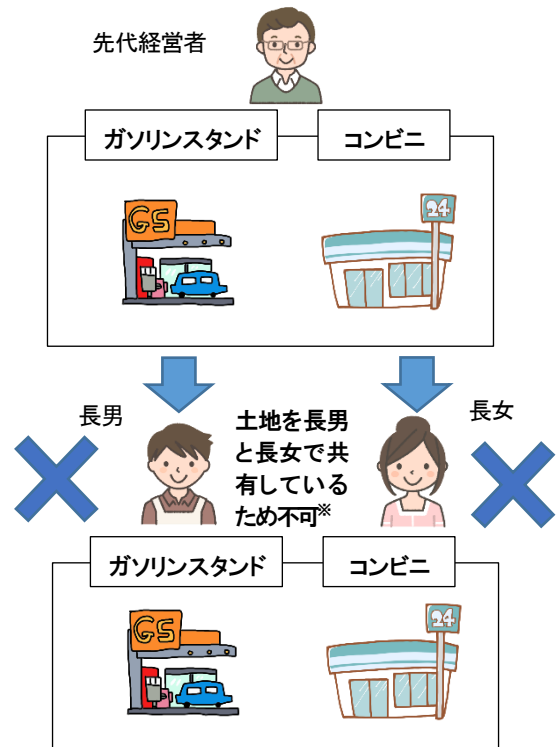 先代経営者
ガソリンスタンド
コンビニ
GS
24
長男
土地を長男
と長女で共
有している
ため不可※
長女
ガソリンスタンド
コンビニ
GS
24